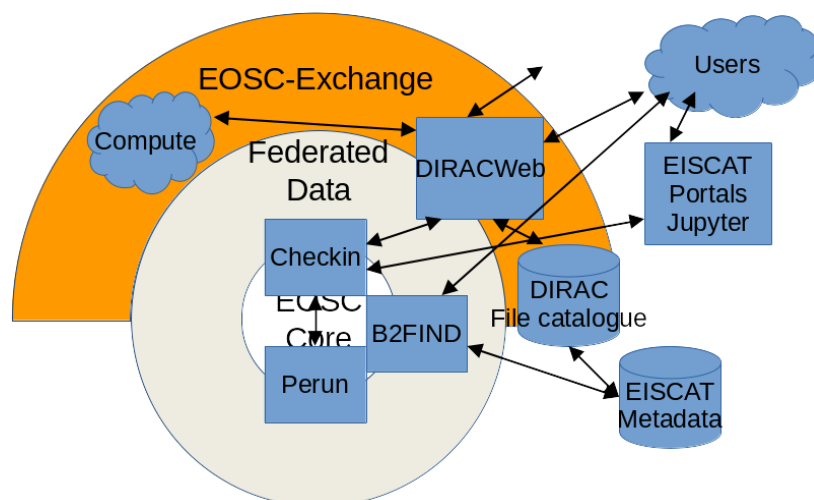 EOSC-Exchange
Users
Compute
Federated
Data
DIRACWeb
EISCAT
Portals
Jupyter
Checkin
DIRAC
File catalogue
EOSC
Core
B2FIND
Perun
EISCAT
Metadata